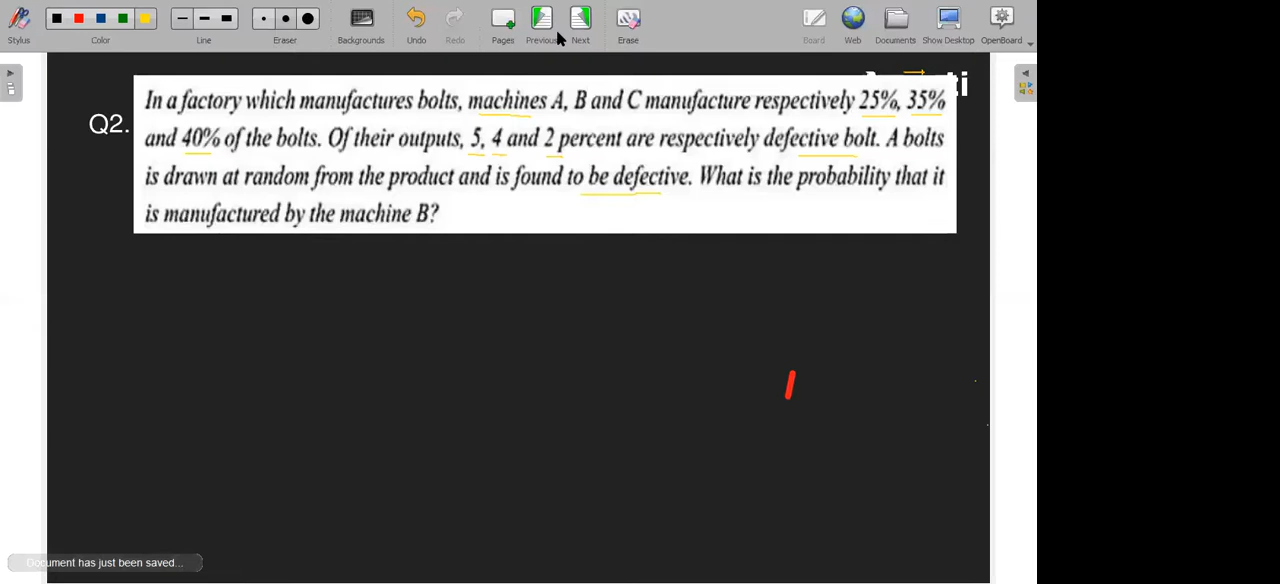 Stylus
Color
Line
Eraser
Backgrounds
Undo
Redo
Pages
Previous
Next
Erase
Board
Web
Documents
Show Desktop
OpenBoard
Q2.
In a factory which manufactures bolts, machines A, B and C manufacture respectively 25%, 35%
and 40% of the bolts. Of their outputs, 5, 4 and 2 percent are respectively defective bolt. A bolts
is drawn at random from the product and is found to be defective. What is the probability that it
is manufactured by the machine B?
Document has just been saved...